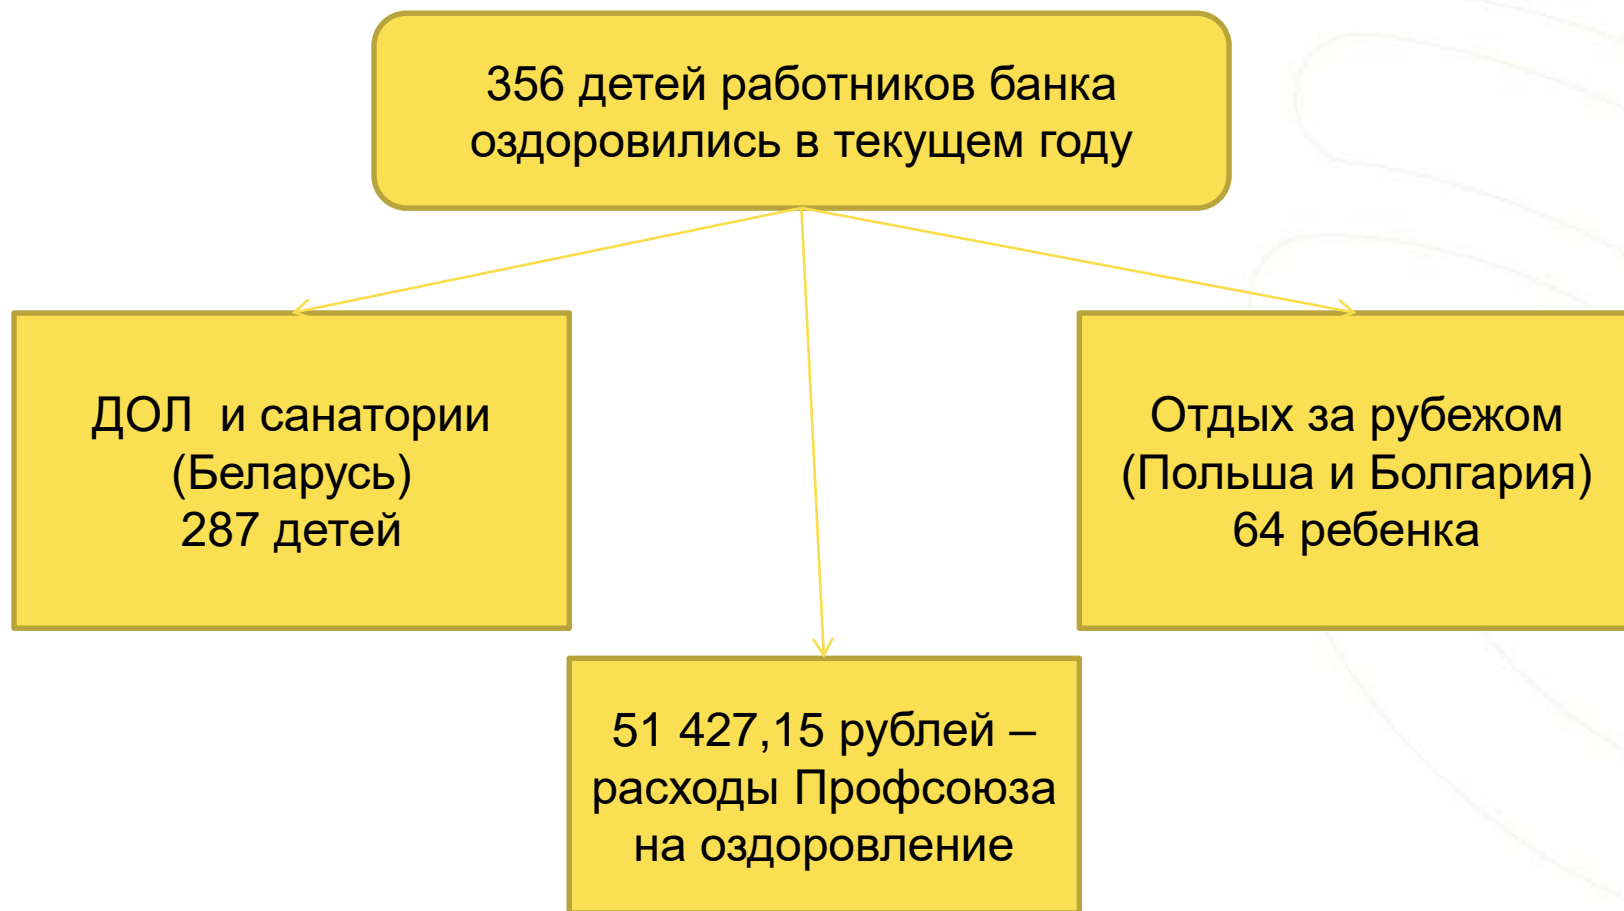 356 детей работников банка
оздоровились в текущем году
ДОЛ  и санатории
(Беларусь)
287 детей
Отдых за рубежом
(Польша и Болгария)
64 ребенка
51 427,15 рублей –
расходы Профсоюза
на оздоровление